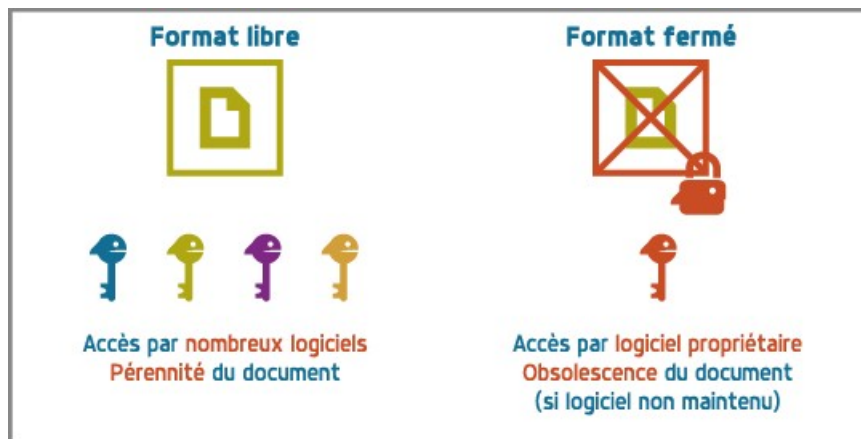 Format libre
Accès par nombreux logiciels
Pérennité du document
Format fermé
Accès par logiciel propriétaire
Obsolescence du document
(si logiciel non maintenu)